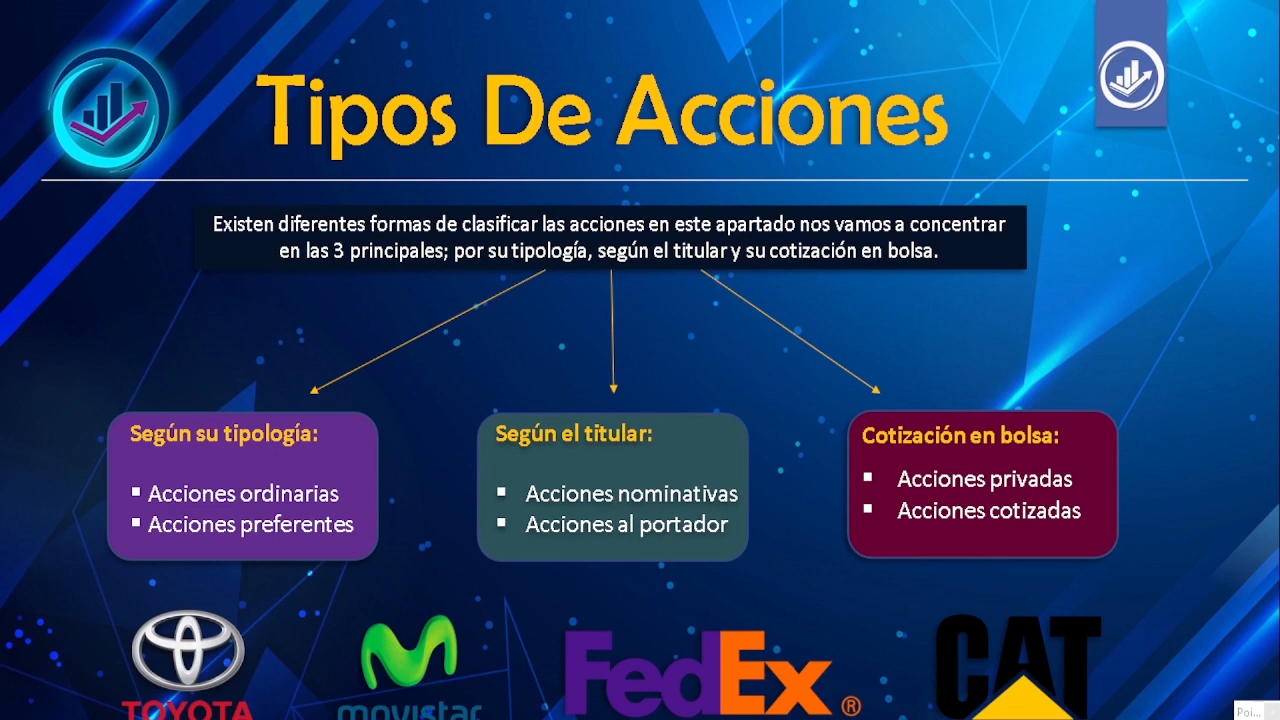 Tipos De Acciones
Existen diferentes formas de clasificar las acciones en este apartado nos vamos a concentrar
en las 3 principales; por su tipología, según el titular y su cotización en bolsa.
Según su tipología:
▪ Acciones ordinarias
▪ Acciones preferentes
Según el titular:
▪ Acciones nominativas
▪ Acciones al portador
Cotización en bolsa:
▪ Acciones privadas
▪ Acciones cotizadas
TOYOTA
movistar
FedEx®
CAT
Poi...